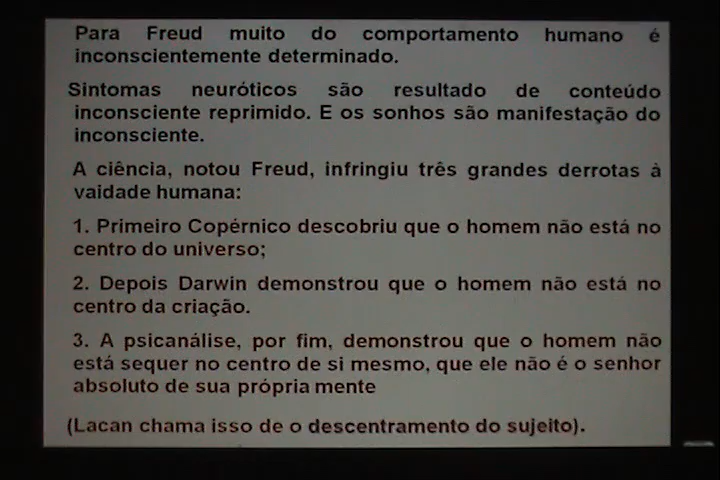 Para Freud muito do comportamento humano é
inconscientemente determinado.
Sintomas neuróticos são resultado de conteúdo
inconsciente reprimido. E os sonhos são manifestação do
inconsciente.
A ciência, notou Freud, infringiu três grandes derrotas à
vaidade humana:
1. Primeiro Copérnico descobriu que o homem não está no
centro do universo;
2. Depois Darwin demonstrou que o homem não está no
centro da criação.
3. A psicanálise, por fim, demonstrou que o homem não
está sequer no centro de si mesmo, que ele não é o senhor
absoluto de sua própria mente
(Lacan chama isso de o descentramento do sujeito).